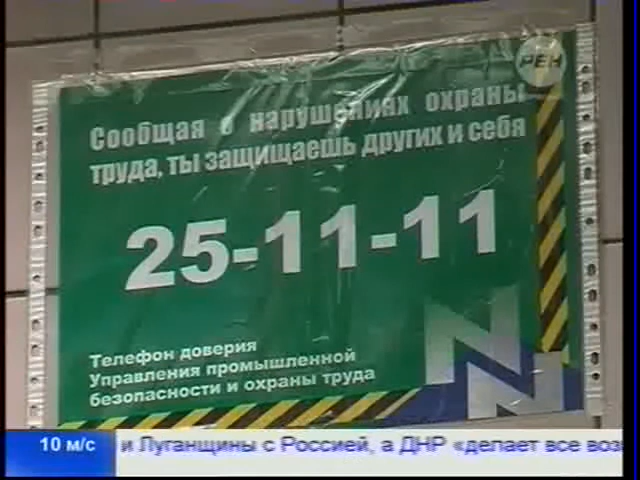 РЕН
Сообщая о нарушениях охраны
труда, ты защищаешь других и себя
25-11-11
Телефон доверия
Управления промышленной
безопасности и охраны труда
10 м/с и Луганщины с Россией, а ДНР «делает все воз